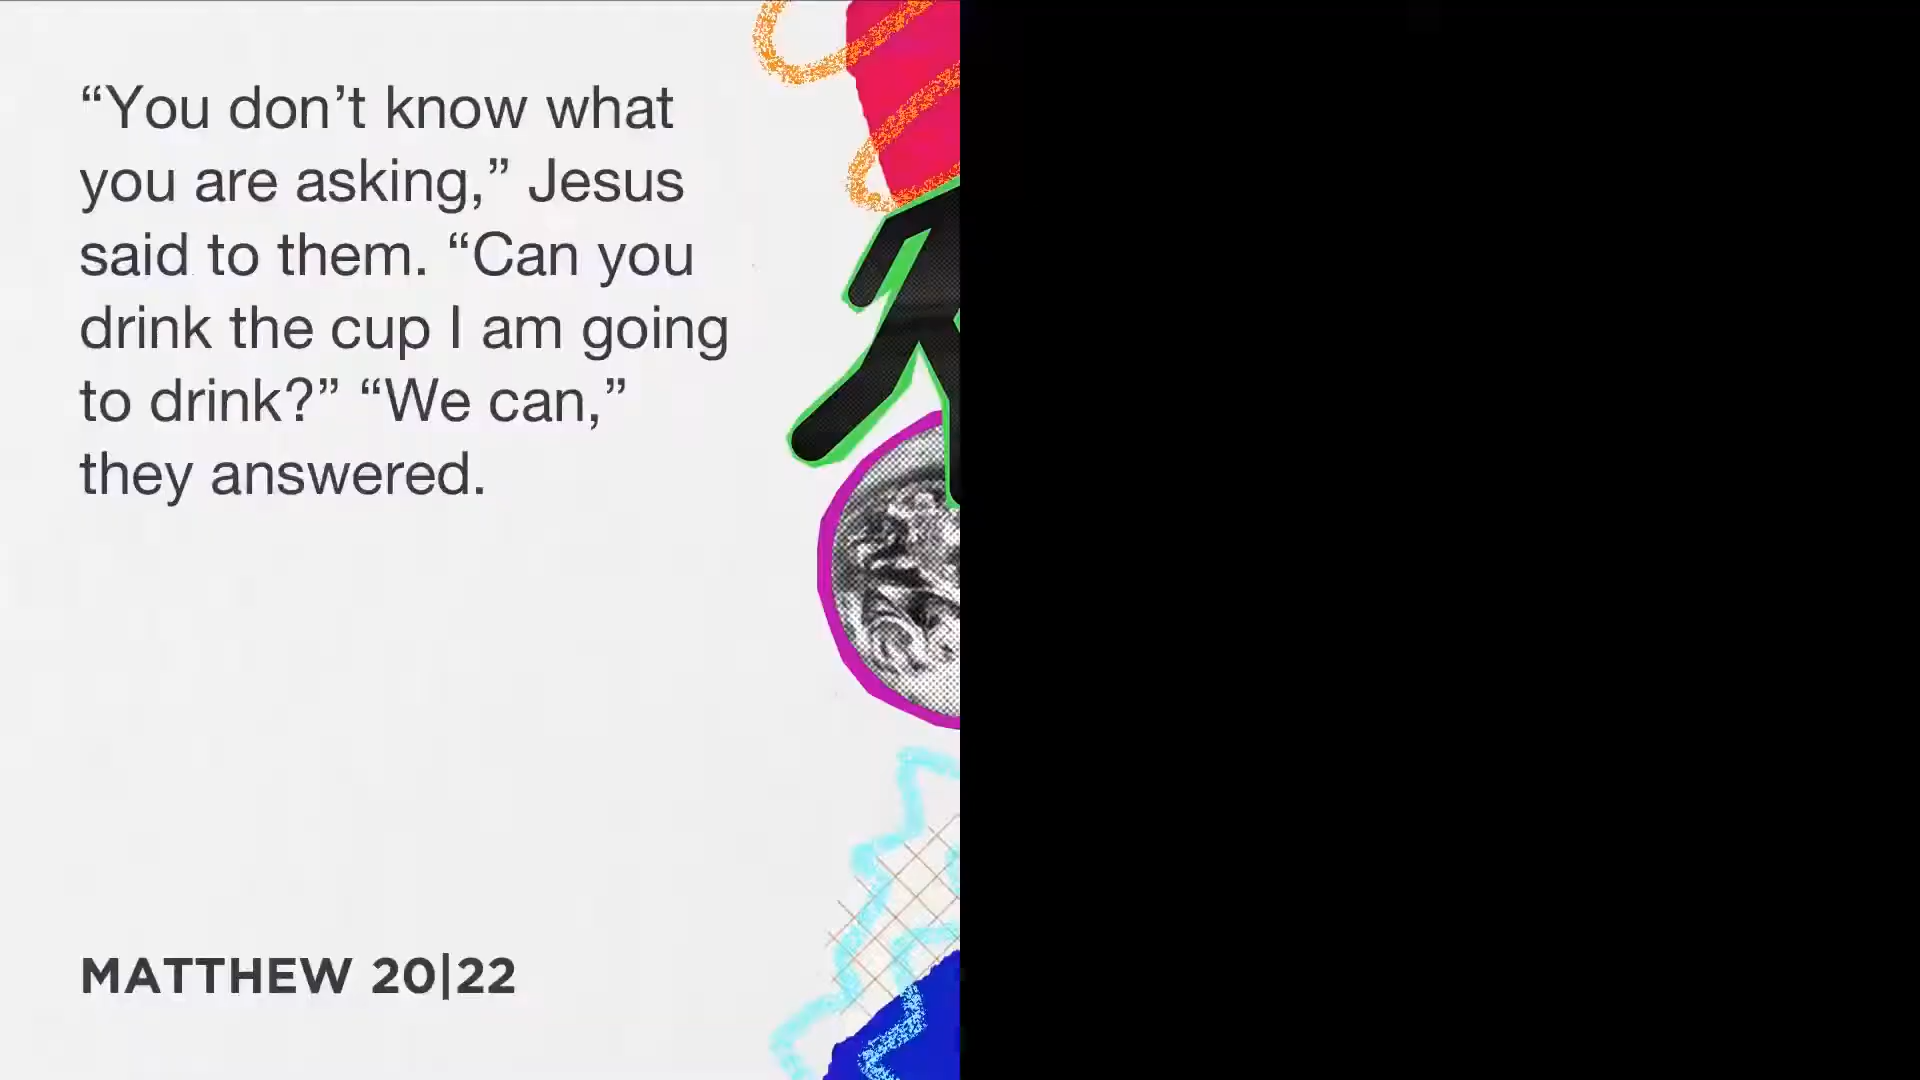 “You don’t know what
you are asking,” Jesus
said to them. “Can you
drink the cup I am going
to drink?” “We can,”
they answered.
MATTHEW 20|22